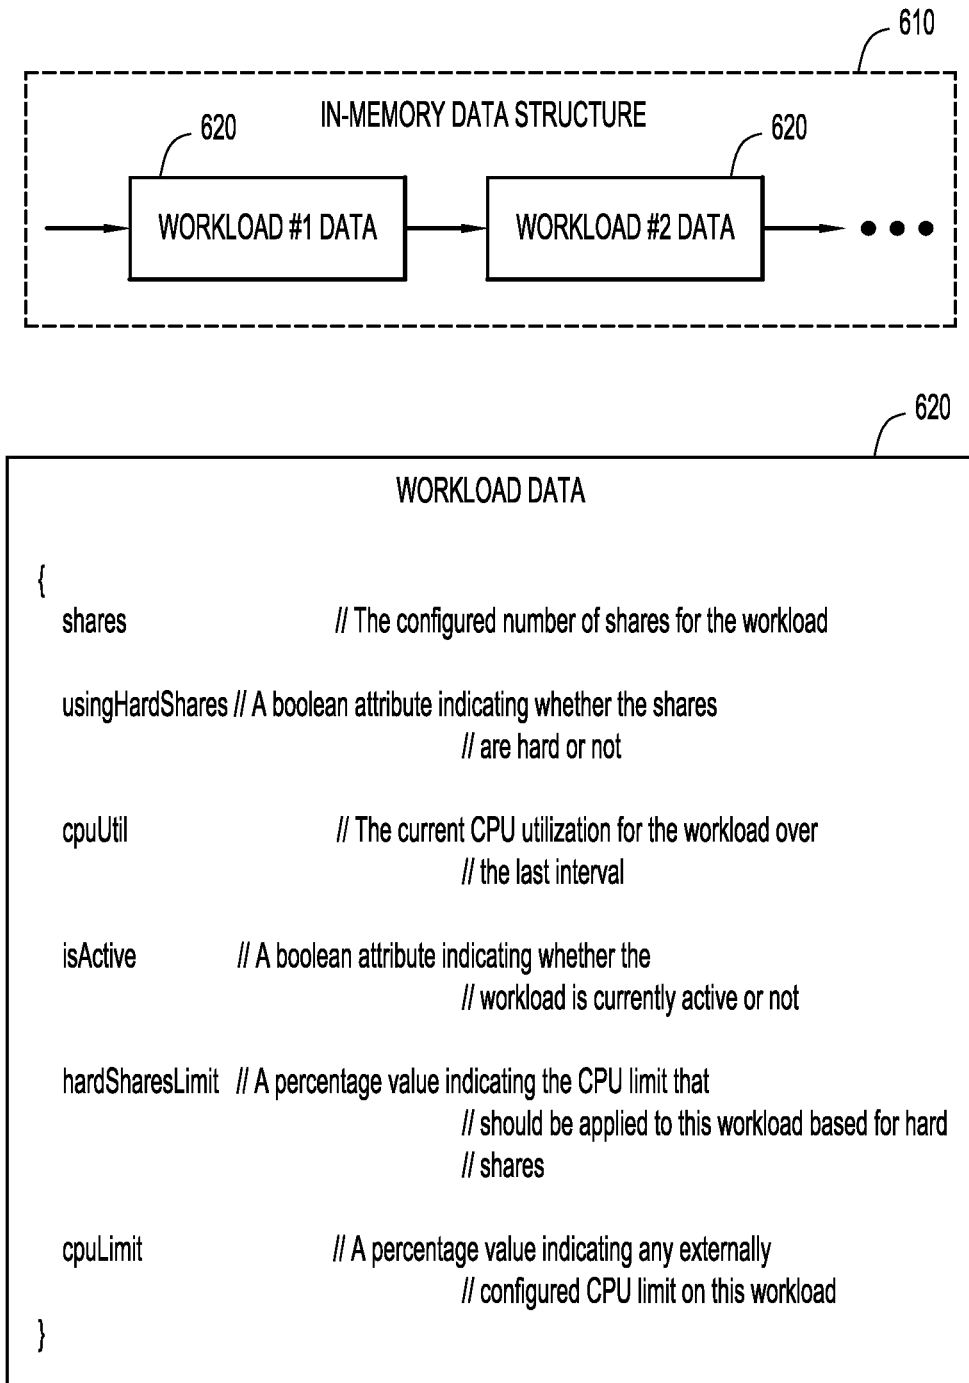 610
IN-MEMORY DATA STRUCTURE
620
620
WORKLOAD #1 DATA
WORKLOAD #2 DATA
620
WORKLOAD DATA
{
shares // The configured number of shares for the workload
usingHardShares // A boolean attribute indicating whether the shares
// are hard or not
cpuUtil // The current CPU utilization for the workload over
// the last interval
isActive // A boolean attribute indicating whether the
// workload is currently active or not
hardSharesLimit // A percentage value indicating the CPU limit that
// should be applied to this workload based for hard
// shares
cpuLimit // A percentage value indicating any externally
// configured CPU limit on this workload
}